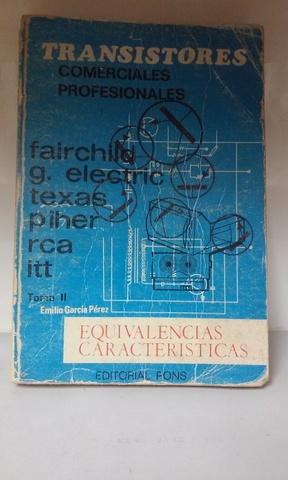 TRANSISTORES
COMERCIALES
PROFESIONALES
fairchild
g. electric
texas
piher
rca
itt
Tomo II
Emilio García Pérez
EQUIVALENCIAS
CARACTERISTICAS
EDITORIAL FONS